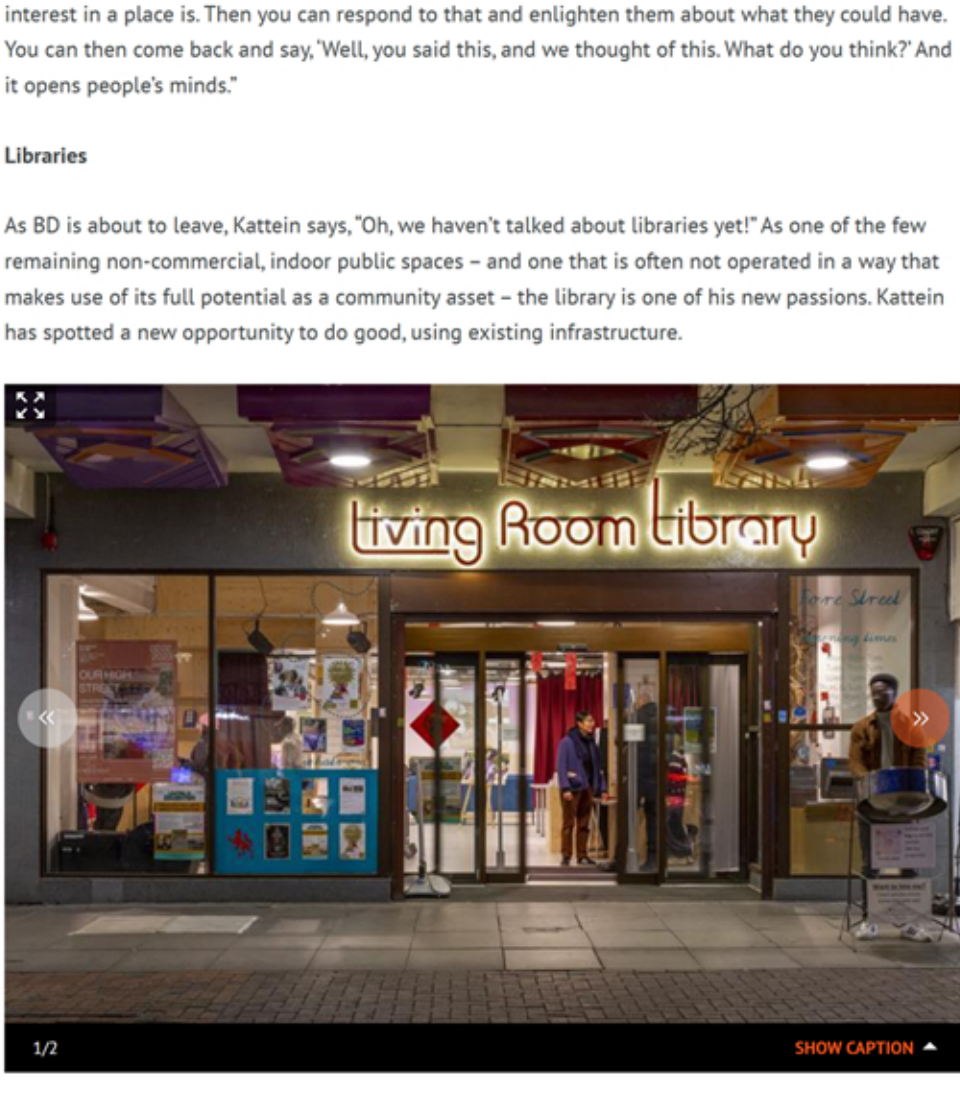 interest in a place is. Then you can respond to that and enlighten them about what they could have.
You can then come back and say, ‘Well, you said this, and we thought of this. What do you think?’ And
it opens people’s minds.”
Libraries
As BD is about to leave, Kattein says, “Oh, we haven’t talked about libraries yet!” As one of the few
remaining non-commercial, indoor public spaces – and one that is often not operated in a way that
makes use of its full potential as a community asset – the library is one of his new passions. Kattein
has spotted a new opportunity to do good, using existing infrastructure.
Living Room Library
Fore Street
opening times
OUR HIGH
STREET
1/2
SHOW CAPTION